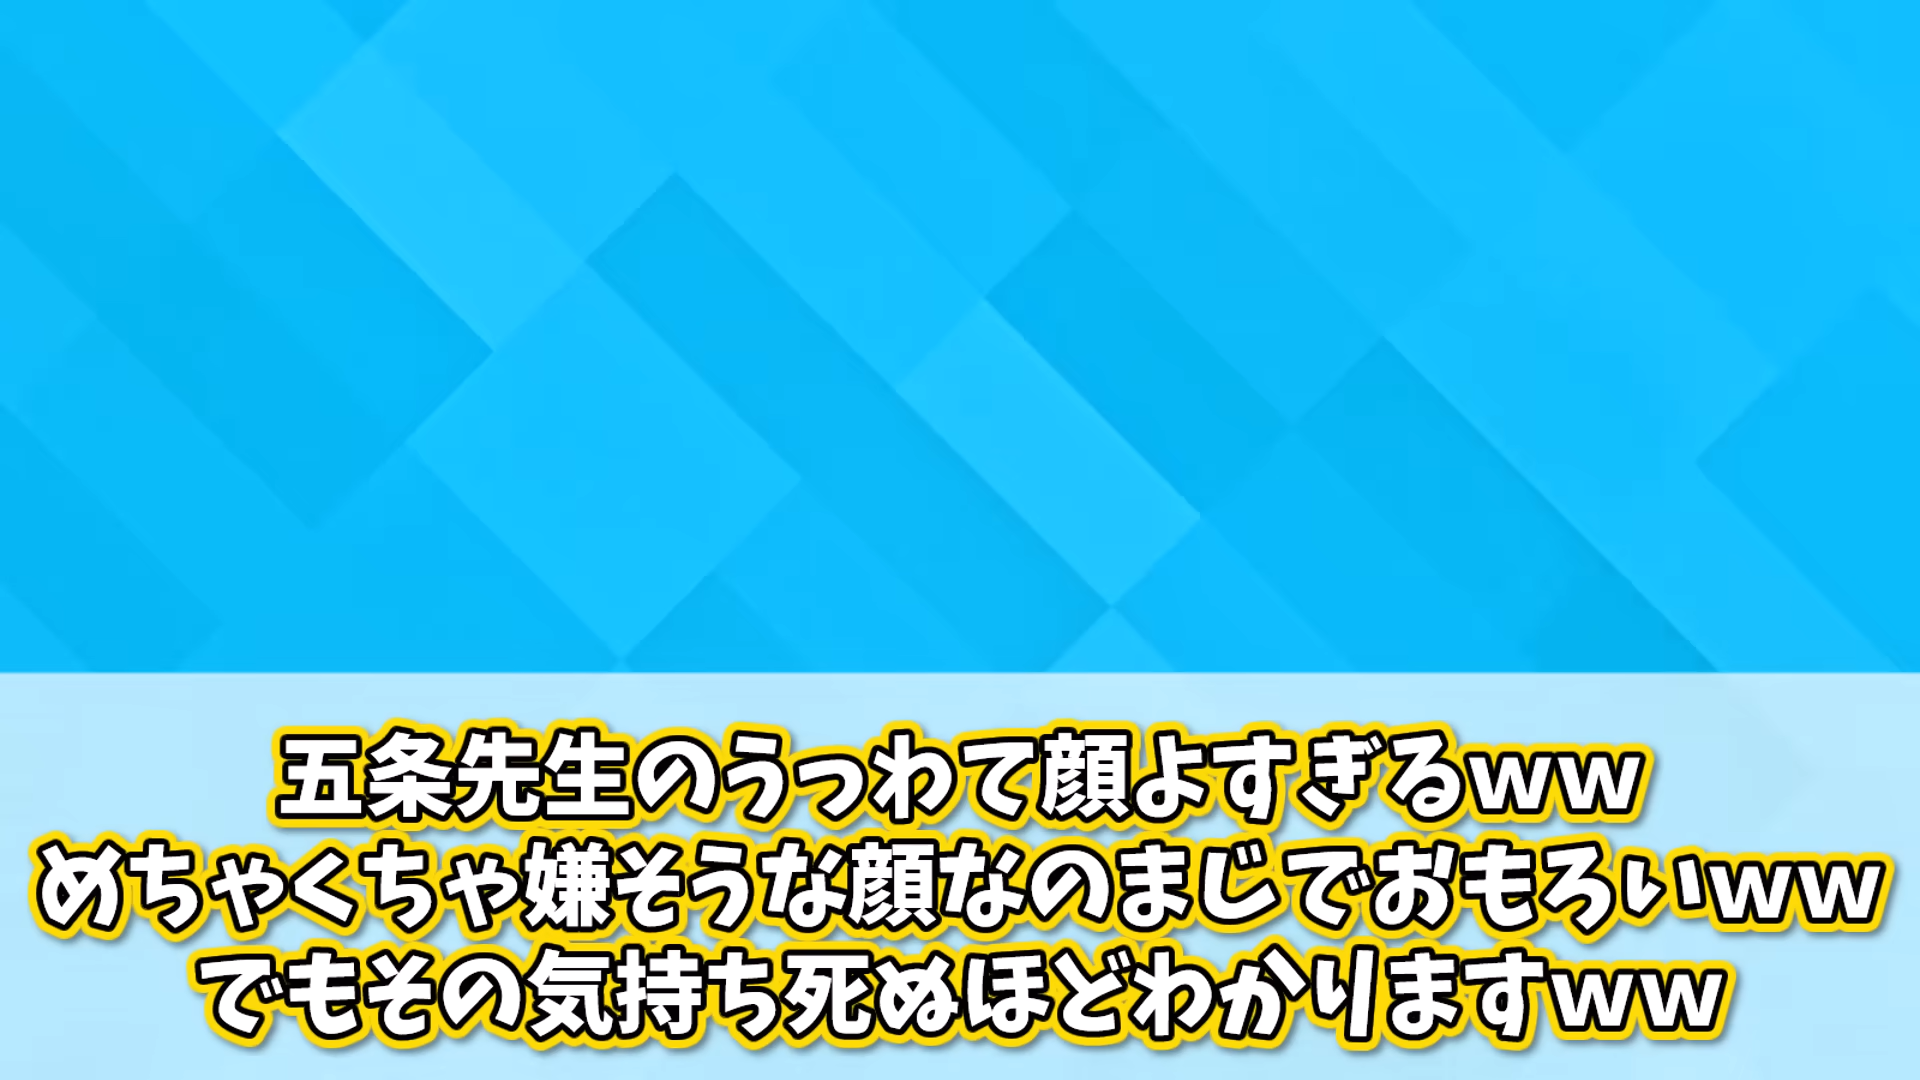 五条先生のうっわて顔よすぎるww
めちゃくちゃ嫌そうな顔なのまじでおもろいww
でもその気持ち死ぬほどわかりますww